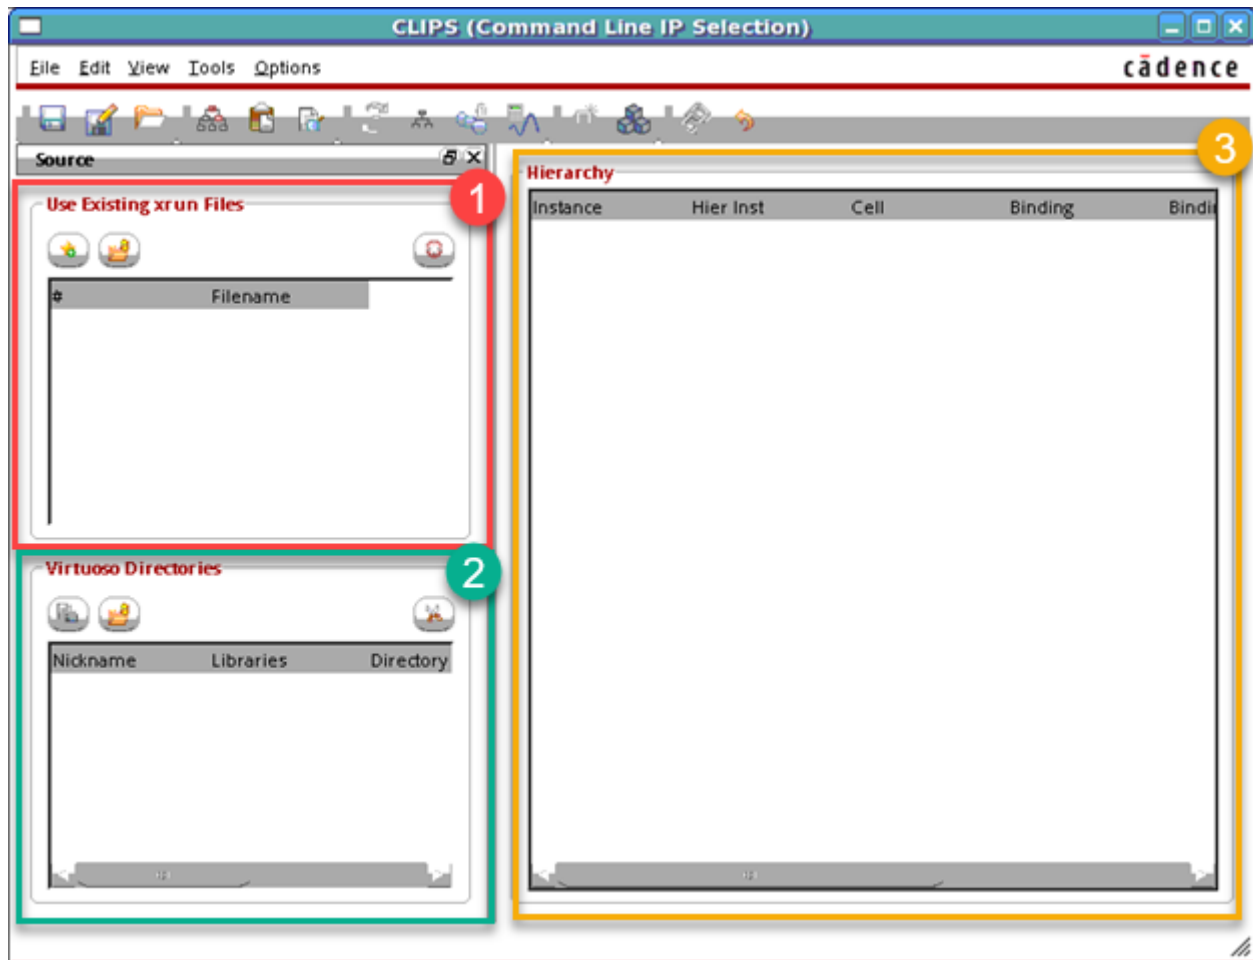 CLIPS (Command Line IP Selection)
File Edit View Tools Options
cādence
Source
3
1
Hierarchy
Use Existing xrun Files
Instance Hier Inst Cell Binding Bindi
# Filename
2
Virtuoso Directories
Nickname Libraries Directory